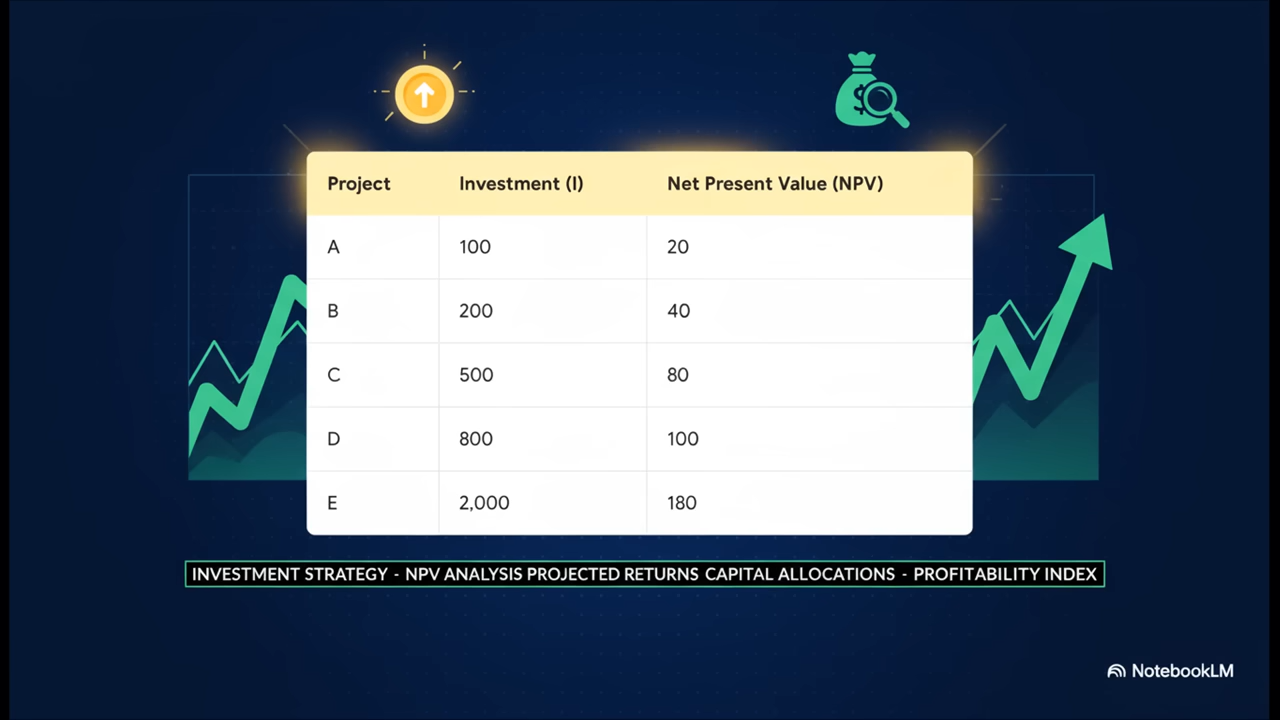 Project Investment (I) Net Present Value (NPV)
A 100 20
B 200 40
C 500 80
D 800 100
E 2,000 180
INVESTMENT STRATEGY - NPV ANALYSIS PROJECTED RETURNS CAPITAL ALLOCATIONS - PROFITABILITY INDEX
NotebookLM